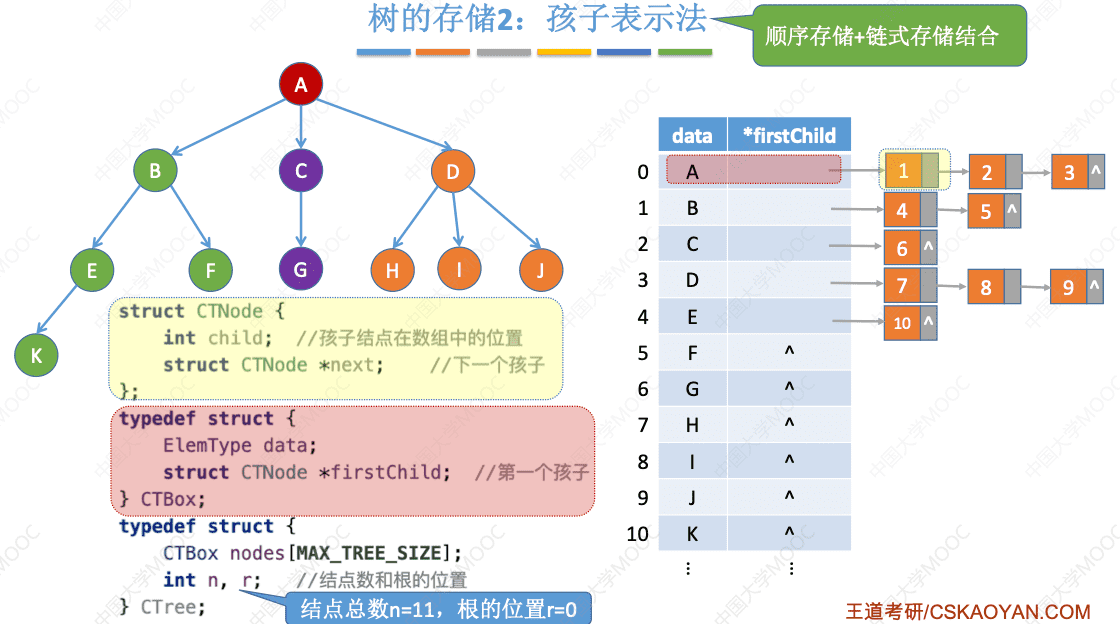 树的存储2：孩子表示法
顺序存储+链式存储结合
A
B
C
D
E
F
G
H
I
J
K
struct CTNode {
int child; //孩子结点在数组中的位置
struct CTNode *next; //下一个孩子
};
typedef struct {
ElemType data;
struct CTNode *firstChild; //第一个孩子
} CTBox;
typedef struct {
CTBox nodes[MAX_TREE_SIZE];
int n, r; //结点数和根的位置
} CTree;
结点总数n=11，根的位置r=0
data *firstChild
0 A 1 2 3 ^
1 B 4 5 ^
2 C 6 ^
3 D 7 8 9 ^
4 E 10 ^
5 F ^
6 G ^
7 H ^
8 I ^
9 J ^
10 K ^
⋮ ⋮
王道考研/CSKAOYAN.COM
中国大学MOOC